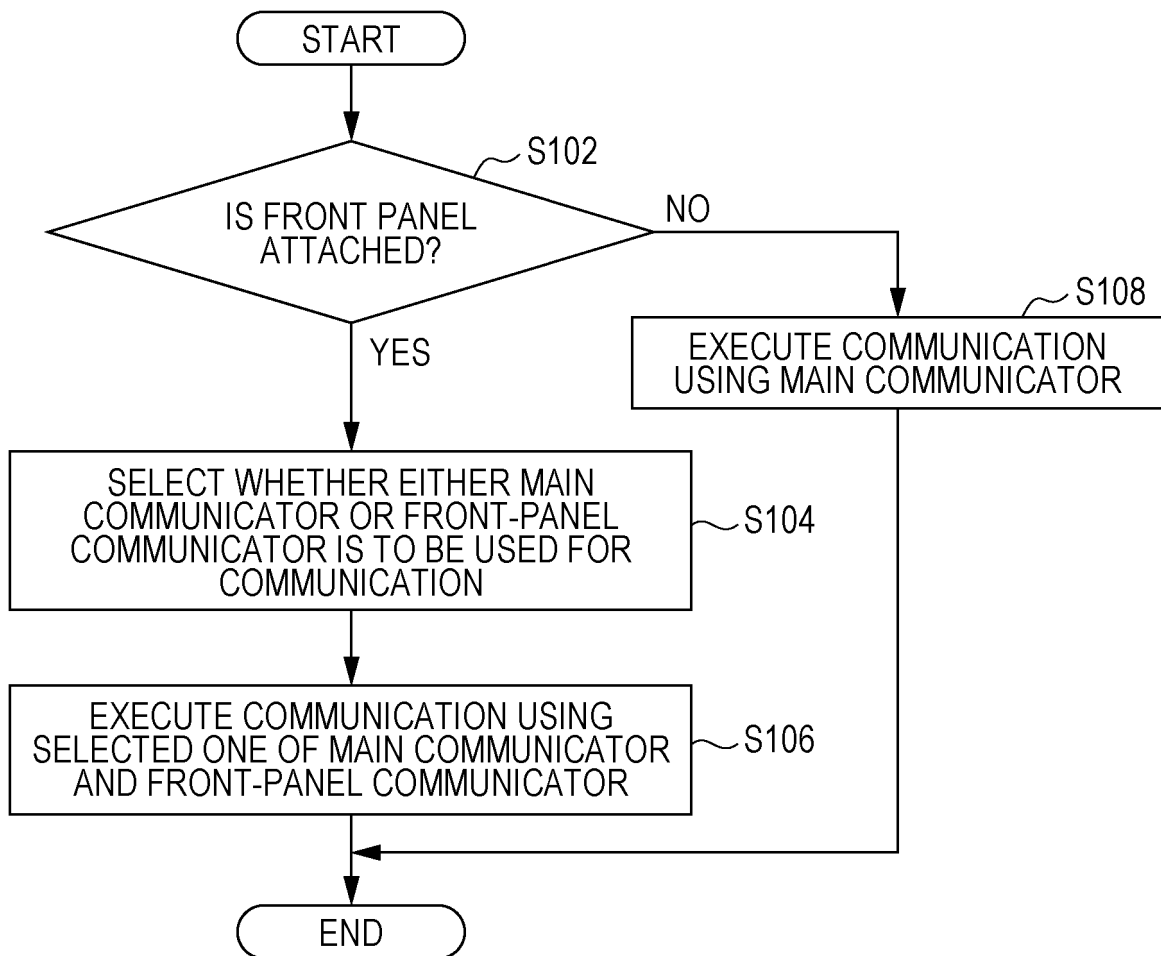 START
S102
IS FRONT PANEL
ATTACHED?
NO
YES
S108
EXECUTE COMMUNICATION
USING MAIN COMMUNICATOR
SELECT WHETHER EITHER MAIN
COMMUNICATOR OR FRONT-PANEL
COMMUNICATOR IS TO BE USED FOR
COMMUNICATION
S104
EXECUTE COMMUNICATION USING
SELECTED ONE OF MAIN COMMUNICATOR
AND FRONT-PANEL COMMUNICATOR
S106
END